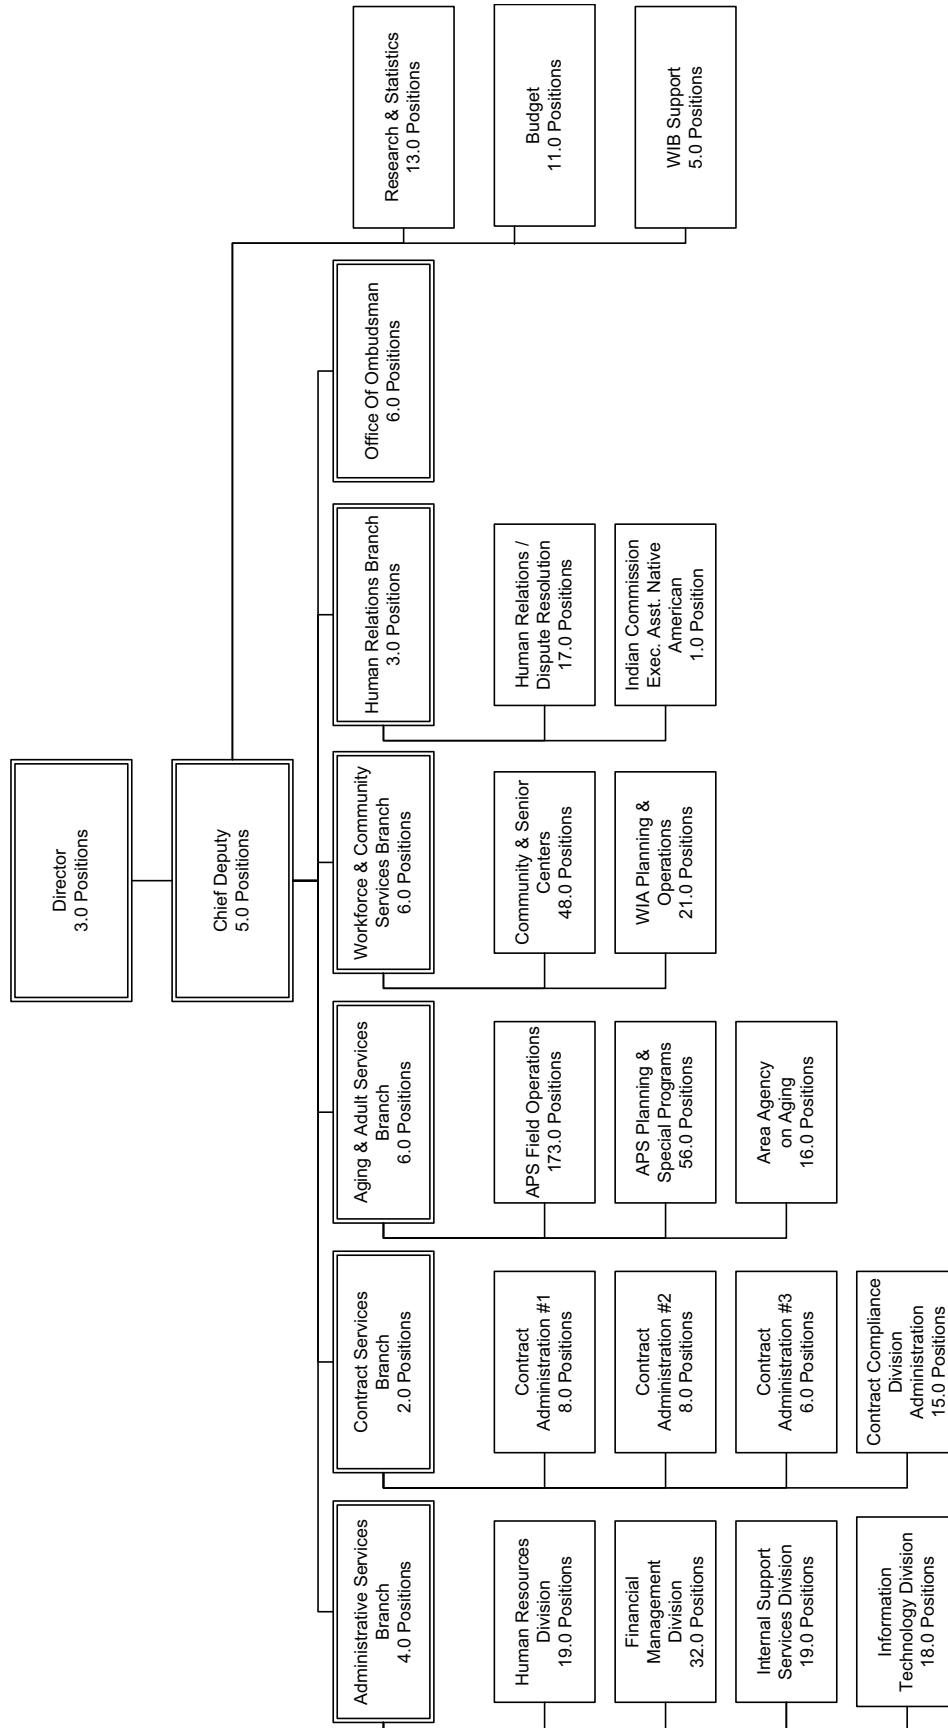 Director
3.0 Positions
Chief Deputy
5.0 Positions
Research & Statistics
13.0 Positions
Budget
11.0 Positions
WIB Support
5.0 Positions
Administrative Services
Branch
4.0 Positions
Human Resources
Division
19.0 Positions
Financial
Management
Division
32.0 Positions
Internal Support
Services Division
19.0 Positions
Information
Technology Division
18.0 Positions
Contract Services
Branch
2.0 Positions
Contract
Administration #1
8.0 Positions
Contract
Administration #2
8.0 Positions
Contract
Administration #3
6.0 Positions
Contract Compliance
Division
Administration
15.0 Positions
Aging & Adult Services
Branch
6.0 Positions
APS Field Operations
173.0 Positions
APS Planning &
Special Programs
56.0 Positions
Area Agency
on Aging
16.0 Positions
Workforce & Community
Services Branch
6.0 Positions
Community & Senior
Centers
48.0 Positions
WIA Planning &
Operations
21.0 Positions
Human Relations Branch
3.0 Positions
Human Relations /
Dispute Resolution
17.0 Positions
Indian Commission
Exec. Asst. Native
American
1.0 Position
Office Of Ombudsman
6.0 Positions